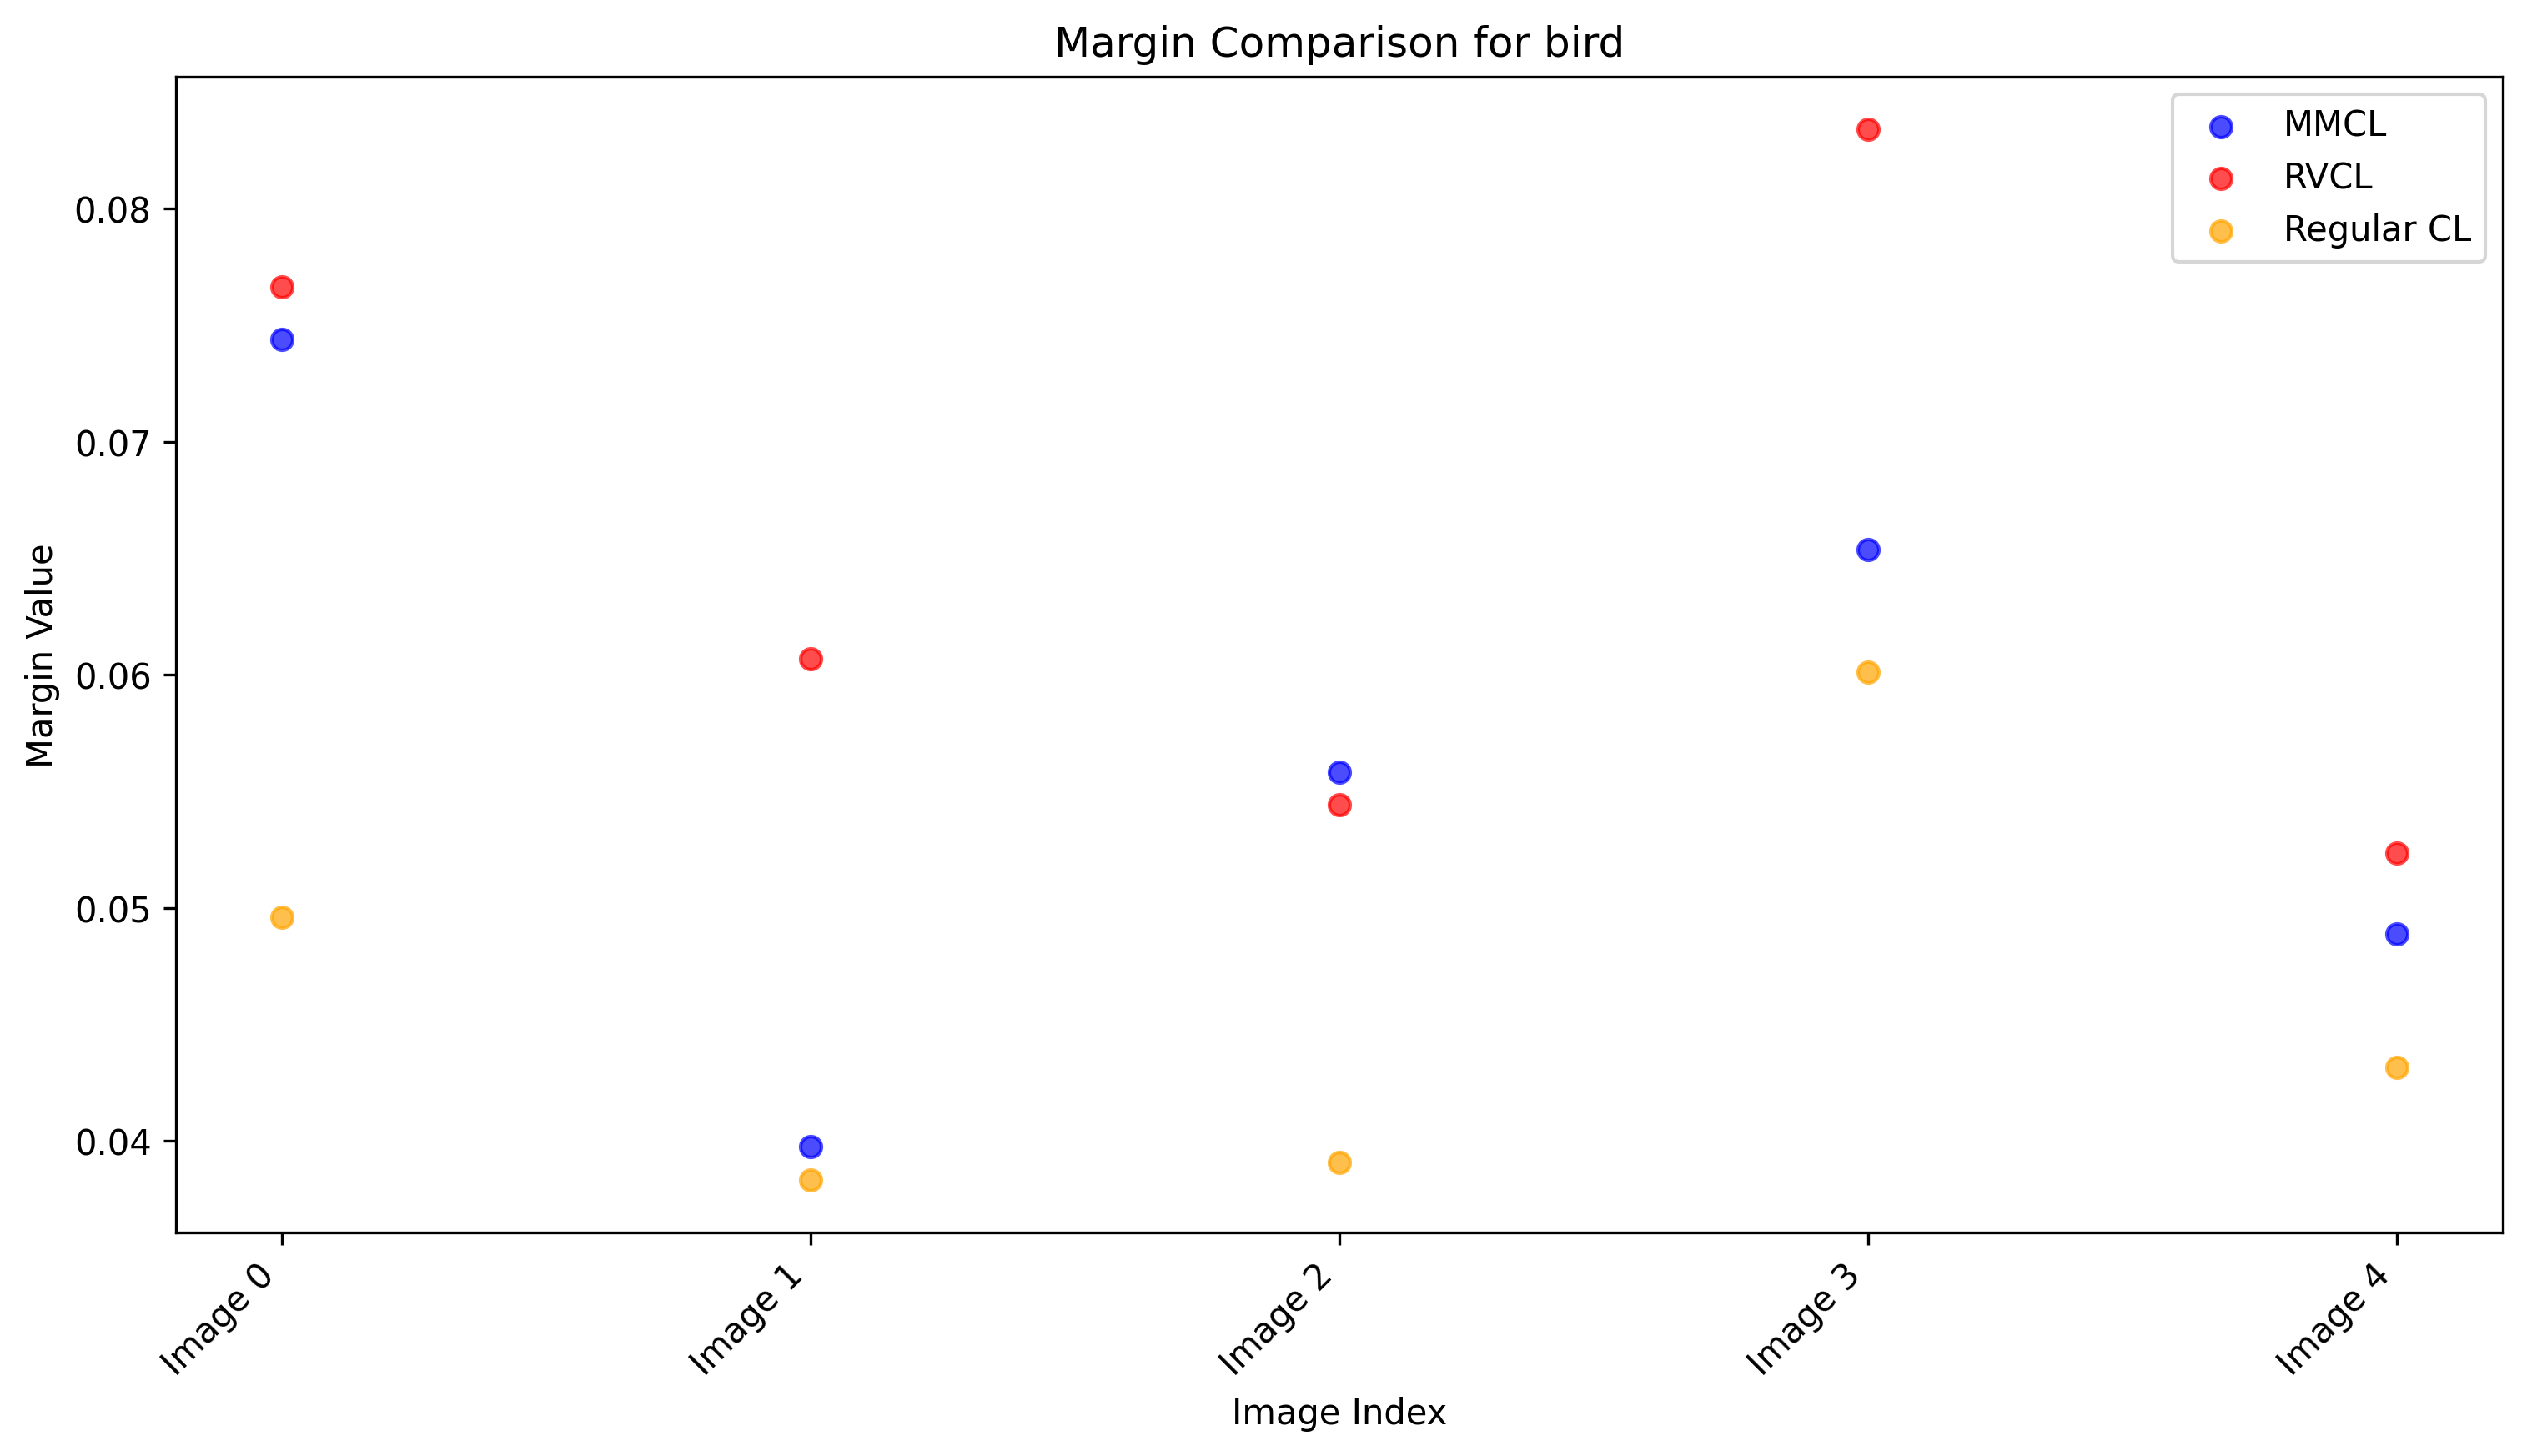 Margin Comparison for bird
MMCL
RVCL
Regular CL
Margin Value
0.08
0.07
0.06
0.05
0.04
Image 0
Image 1
Image 2
Image 3
Image 4
Image Index